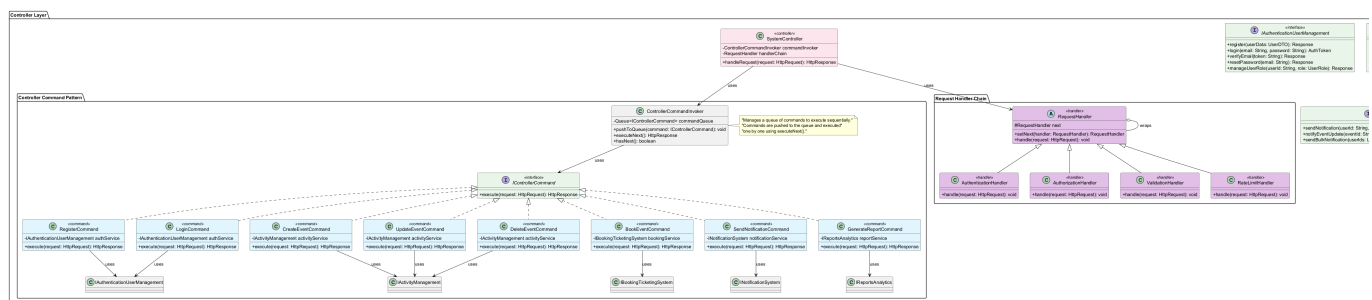 Controller Layer
«controller»
SystemController
-ControllerCommandInvoker commandInvoker
-RequestHandler handlerChain
+handleRequest(request: HttpRequest): HttpResponse
«interface»
IAuthenticationUserManagement
+register(userData: UserDTO): Response
+login(email: String, password: String): AuthToken
+verifyEmail(token: String): Response
+resetPassword(email: String): Response
+manageUserRole(userId: String, role: UserRole): Response
uses
uses
Controller Command Pattern
ControllerCommandInvoker
-Queue<IControllerCommand> commandQueue
+pushToQueue(command: IControllerCommand): void
+executeNext(): HttpResponse
+hasNext(): boolean
"Manages a queue of commands to execute sequentially."
"Commands are pushed to the queue and executed"
"one by one using executeNext()."
uses
«interface»
IControllerCommand
+execute(request: HttpRequest): HttpResponse
Request Handler Chain
«handler»
RequestHandler
#RequestHandler next
+setNext(handler: RequestHandler): RequestHandler
+handle(request: HttpRequest): void
wraps
+sendNotification(userId: String,
+notifyEventUpdate(eventId: Str
+sendBulkNotification(userIds: L
«handler»
AuthenticationHandler
+handle(request: HttpRequest): void
«handler»
AuthorizationHandler
+handle(request: HttpRequest): void
«handler»
ValidationHandler
+handle(request: HttpRequest): void
«handler»
RateLimitHandler
+handle(request: HttpRequest): void
«command»
RegisterCommand
-IAuthenticationUserManagement authService
+execute(request: HttpRequest): HttpResponse
«command»
LoginCommand
-IAuthenticationUserManagement authService
+execute(request: HttpRequest): HttpResponse
«command»
CreateEventCommand
-IActivityManagement activityService
+execute(request: HttpRequest): HttpResponse
«command»
UpdateEventCommand
-IActivityManagement activityService
+execute(request: HttpRequest): HttpResponse
«command»
DeleteEventCommand
-IActivityManagement activityService
+execute(request: HttpRequest): HttpResponse
«command»
BookEventCommand
-IBookingTicketingSystem bookingService
+execute(request: HttpRequest): HttpResponse
«command»
SendNotificationCommand
-INotificationSystem notificationService
+execute(request: HttpRequest): HttpResponse
«command»
GenerateReportCommand
-IReportsAnalytics reportService
+execute(request: HttpRequest): HttpResponse
uses
uses
uses
uses
uses
uses
uses
uses
IAuthenticationUserManagement
IActivityManagement
IBookingTicketingSystem
INotificationSystem
IReportsAnalytics